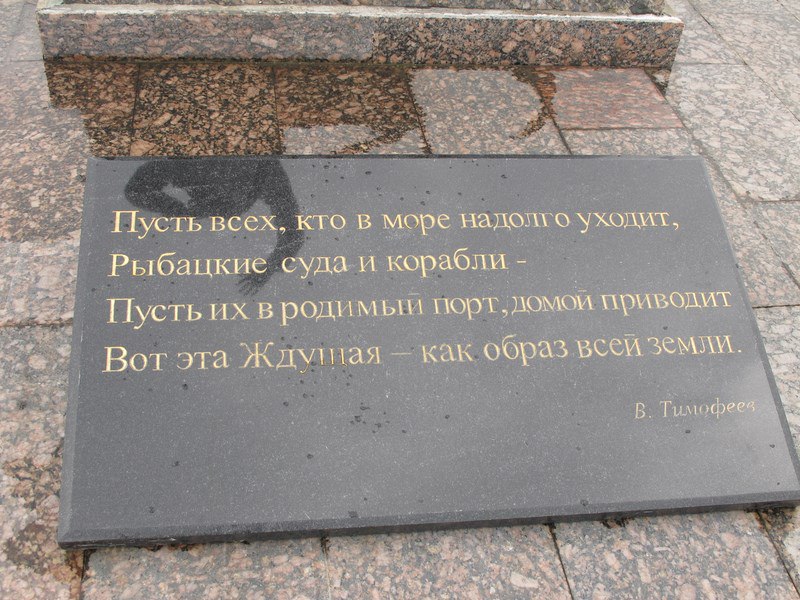 Пусть всех, кто в море надолго уходит,
Рыбацкие суда и корабли -
Пусть их в родимый порт, домой приводит
Вот эта Ждущая – как образ всей земли.
В. Тимофеев